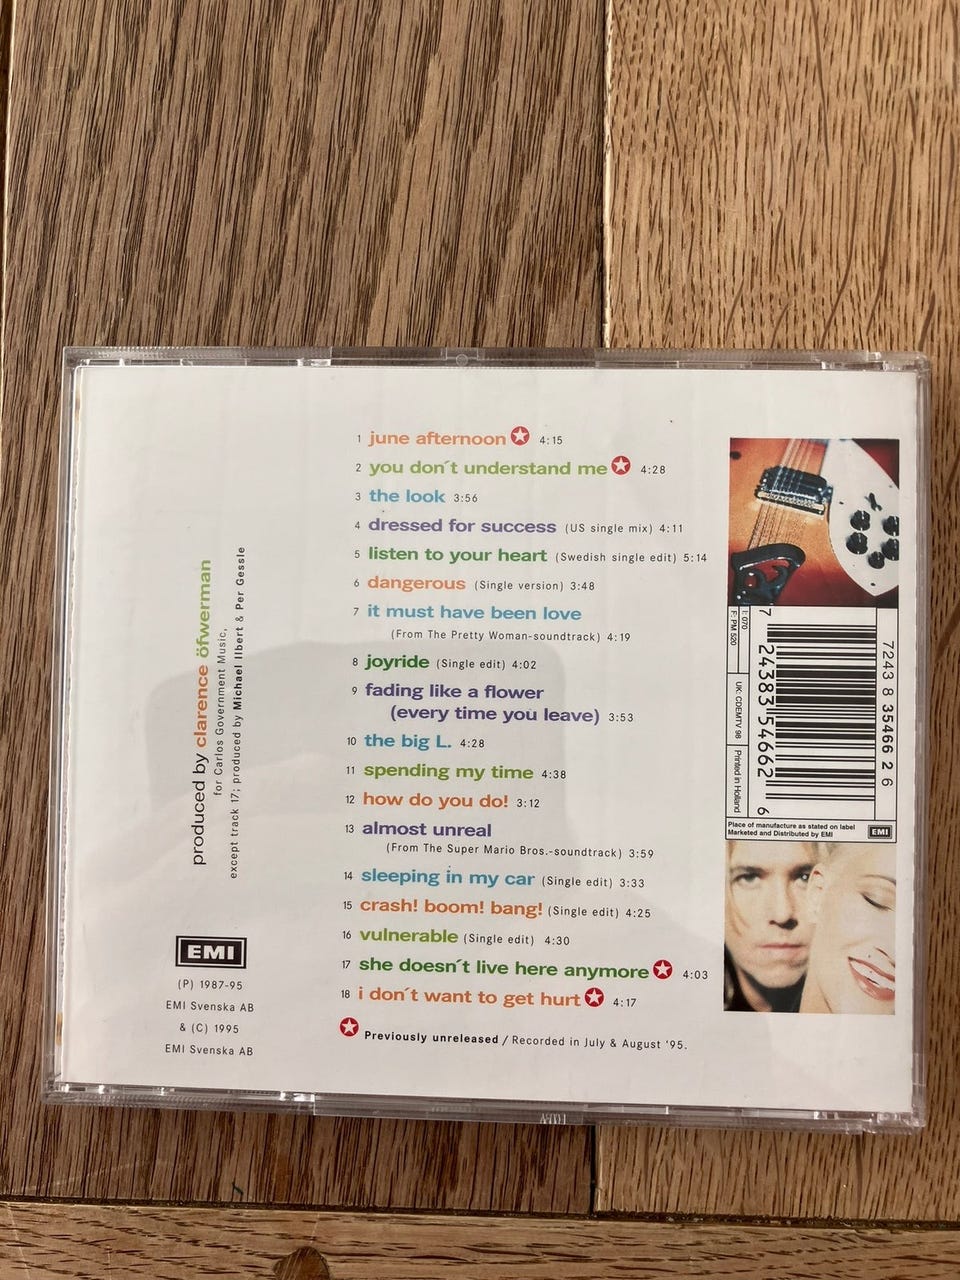 1 june afternoon 4:15
2 you don´t understand me 4:28
3 the look 3:56
4 dressed for success (US single mix) 4:11
5 listen to your heart (Swedish single edit) 5:14
6 dangerous (Single version) 3:48
7 it must have been love
(From The Pretty Woman-soundtrack) 4:19
8 joyride (Single edit) 4:02
9 fading like a flower
(every time you leave) 3:53
10 the big L. 4:28
11 spending my time 4:38
12 how do you do! 3:12
13 almost unreal
(From The Super Mario Bros.-soundtrack) 3:59
14 sleeping in my car (Single edit) 3:33
15 crash! boom! bang! (Single edit) 4:25
16 vulnerable (Single edit) 4:30
17 she doesn´t live here anymore 4:03
18 i don´t want to get hurt 4:17
Previously unreleased / Recorded in July & August '95.
produced by clarence öfwerman
for Carlos Government Music,
except track 17; produced by Michael Ilbert & Per Gessle
EMI
(P) 1987-95
EMI Svenska AB
& (C) 1995
EMI Svenska AB
7243 8 35466 2 6
7 24383 54662 6
I: 070
F: PM 520
UK: CDEMTV 98
Printed in Holland
Place of manufacture as stated on label
Marketed and Distributed by EMI
EMI